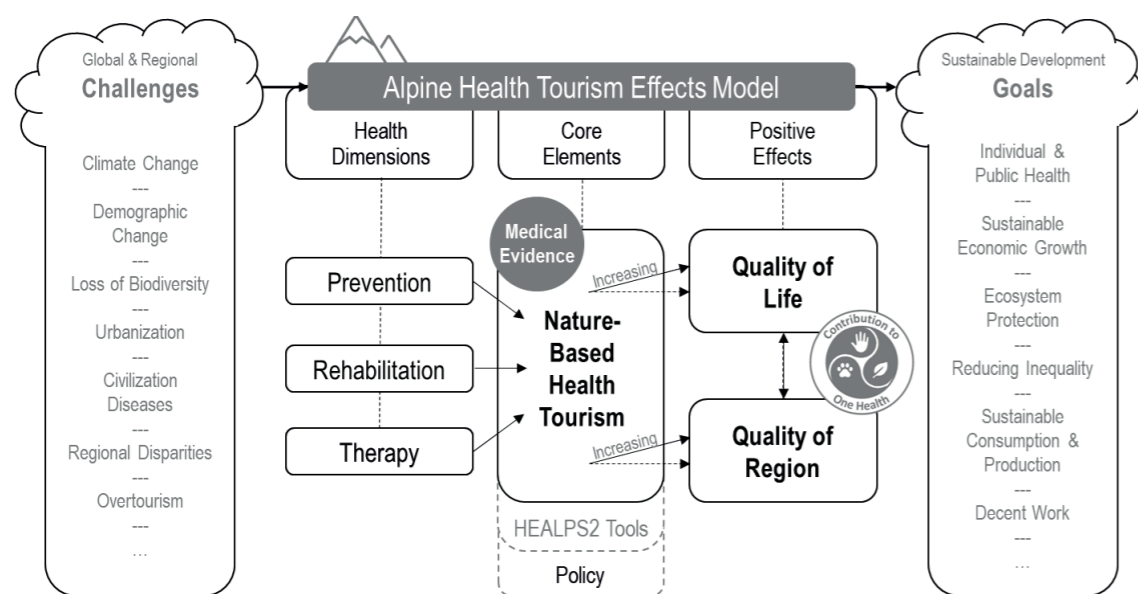 Global & Regional
Challenges
Climate Change
---
Demographic
Change
---
Loss of Biodiversity
---
Urbanization
---
Civilization
Diseases
---
Regional Disparities
---
Overtourism
---
...
Alpine Health Tourism Effects Model
Health
Dimensions
Core
Elements
Positive
Effects
Prevention
Rehabilitation
Therapy
Medical
Evidence
Nature-
Based
Health
Tourism
HEALPS2 Tools
Policy
Increasing
Increasing
Quality of
Life
Quality of
Region
Contribution to
One Health
Sustainable Development
Goals
Individual &
Public Health
---
Sustainable
Economic Growth
---
Ecosystem
Protection
---
Reducing Inequality
---
Sustainable
Consumption &
Production
---
Decent Work
---
...